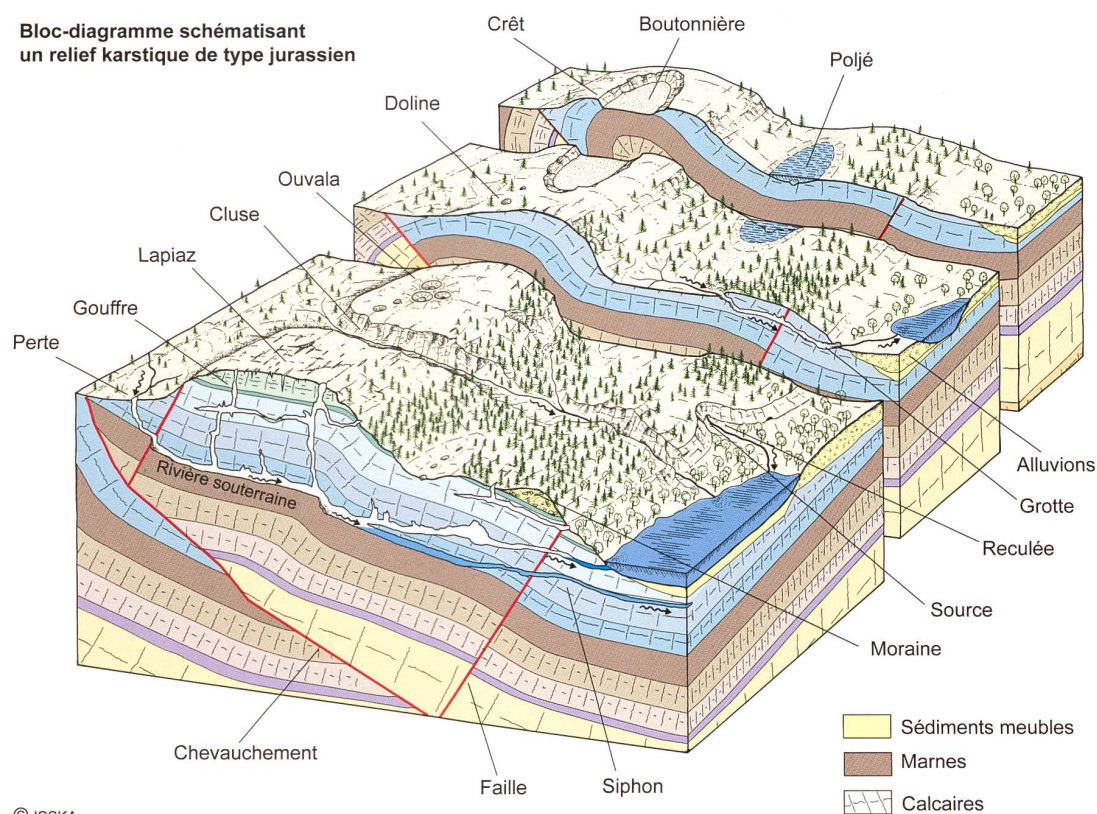 Bloc-diagramme schématisant
un relief karstique de type jurassien
Crêt
Boutonnière
Poljé
Doline
Ouvala
Cluse
Lapiaz
Gouffre
Perte
Rivière souterraine
Alluvions
Grotte
Reculée
Source
Moraine
Chevauchement
Faille
Siphon
Sédiments meubles
Marnes
Calcaires